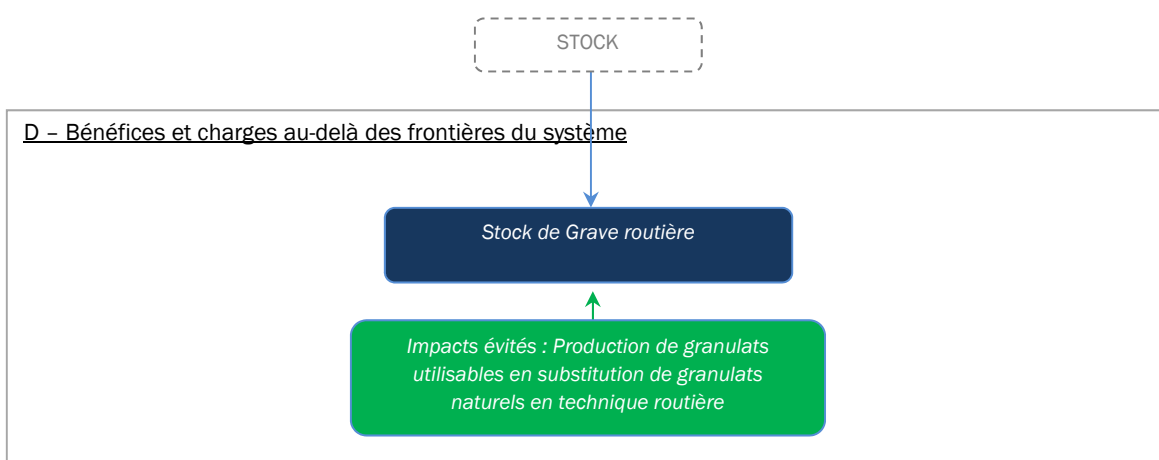 STOCK
D – Bénéfices et charges au-delà des frontières du système
Stock de Grave routière
Impacts évités : Production de granulats
utilisables en substitution de granulats
naturels en technique routière